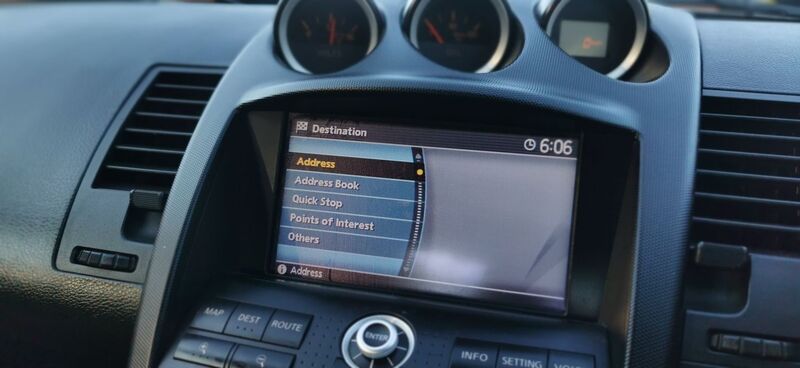 Destination
6:06
Address
Address Book
Quick Stop
Points of Interest
Others
Address
MAP
DEST
ROUTE
ENTER
INFO
SETTING